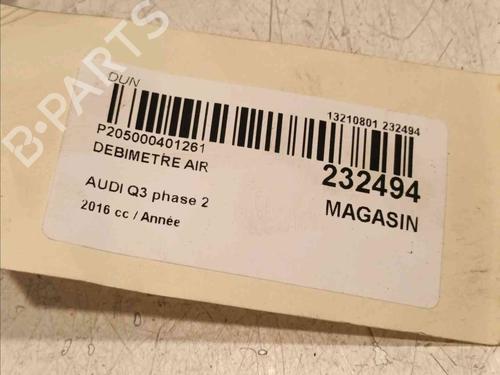 DUN
13210801 232494
P205000401261
DEBIMETRE AIR
232494
AUDI Q3 phase 2
MAGASIN
2016 cc / Année
B-PARTS